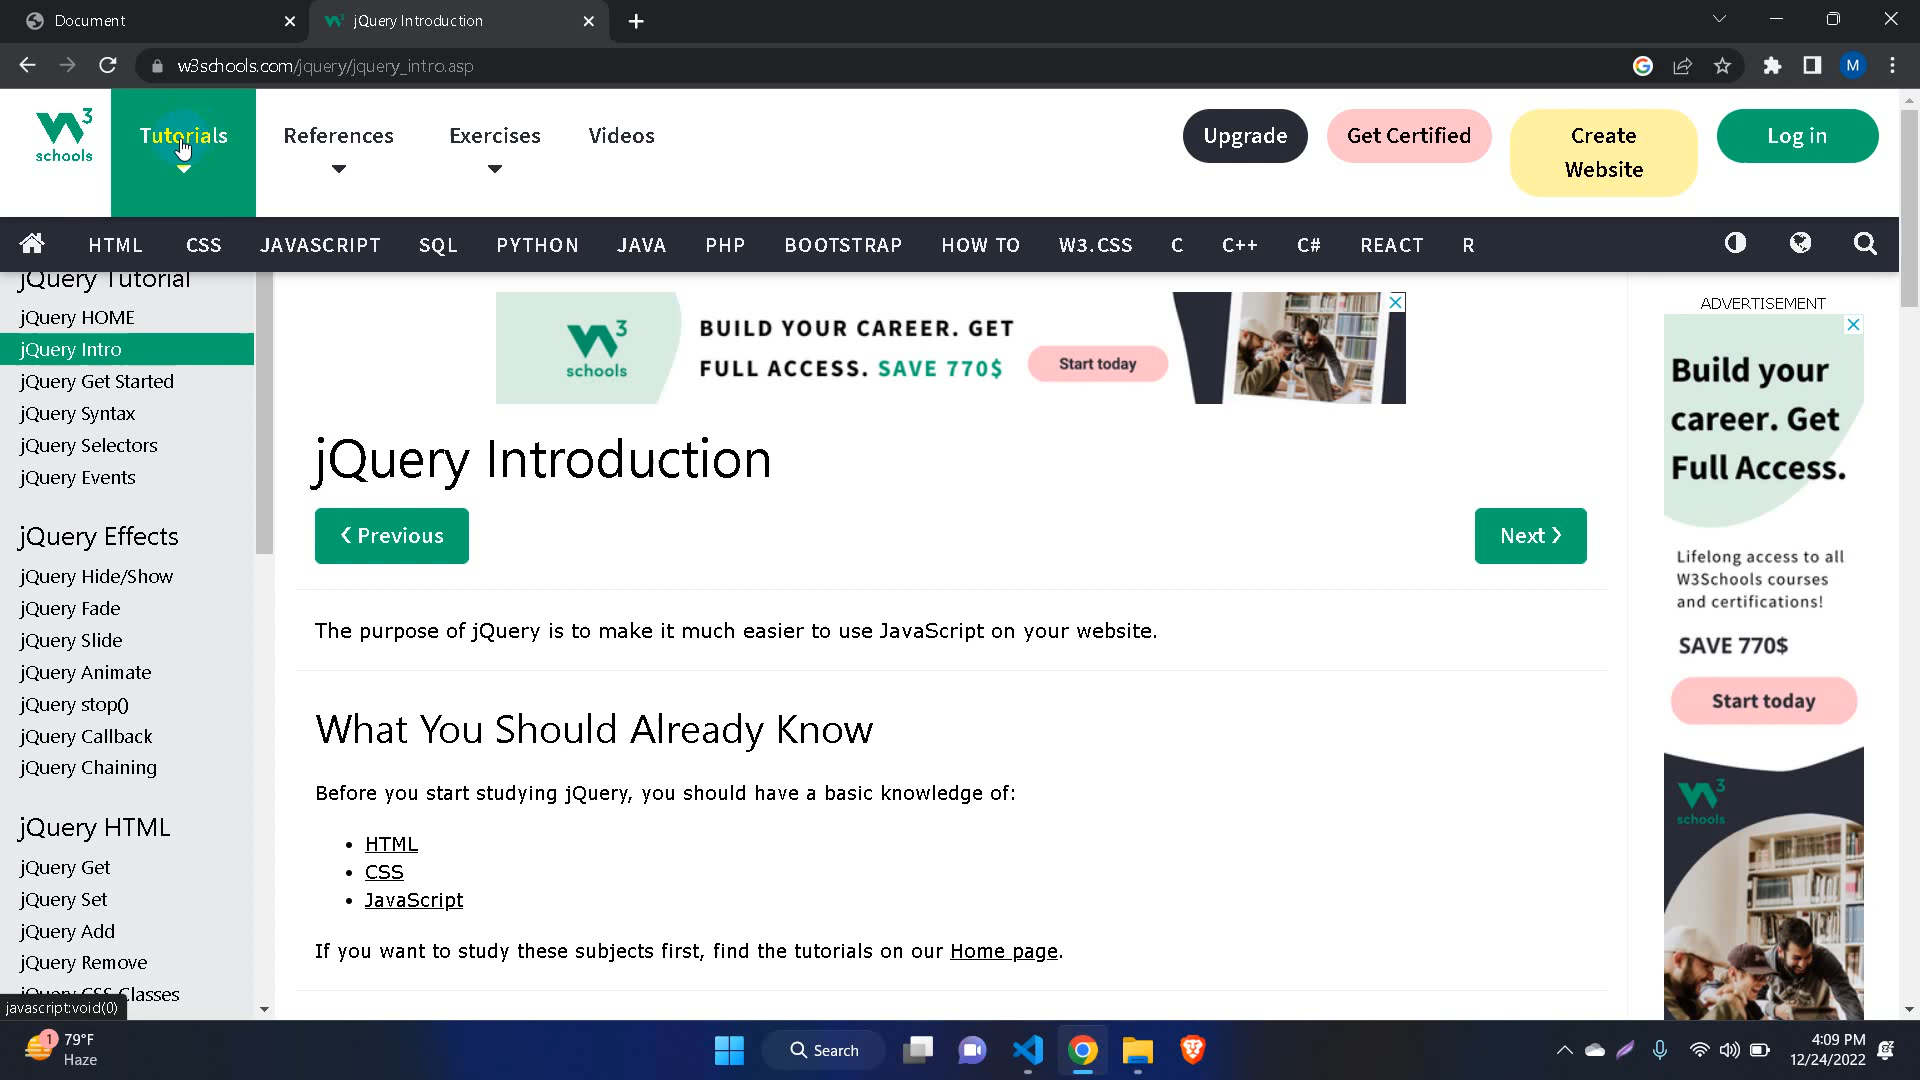 Document
jQuery Introduction
w3schools.com/jquery/jquery_intro.asp
M
3
schools
Tutorials
References
Exercises
Videos
Upgrade
Get Certified
Create
Website
Log in
HTML
CSS
JAVASCRIPT
SQL
PYTHON
JAVA
PHP
BOOTSTRAP
HOW TO
W3.CSS
C
C++
C#
REACT
R
jQuery Tutorial
jQuery HOME
jQuery Intro
jQuery Get Started
jQuery Syntax
jQuery Selectors
jQuery Events
jQuery Effects
jQuery Hide/Show
jQuery Fade
jQuery Slide
jQuery Animate
jQuery stop()
jQuery Callback
jQuery Chaining
jQuery HTML
jQuery Get
jQuery Set
jQuery Add
jQuery Remove
jQuery CSS Classes
javascript:void(0)
3
schools
BUILD YOUR CAREER. GET
FULL ACCESS. SAVE 770$
Start today
jQuery Introduction
❮ Previous
Next ❯
The purpose of jQuery is to make it much easier to use JavaScript on your website.
What You Should Already Know
Before you start studying jQuery, you should have a basic knowledge of:
• HTML
• CSS
• JavaScript
If you want to study these subjects first, find the tutorials on our Home page.
ADVERTISEMENT
Build your
career. Get
Full Access.
Lifelong access to all
W3Schools courses
and certifications!
SAVE 770$
Start today
3
schools
1
79°F
Haze
Search
4:09 PM
12/24/2022